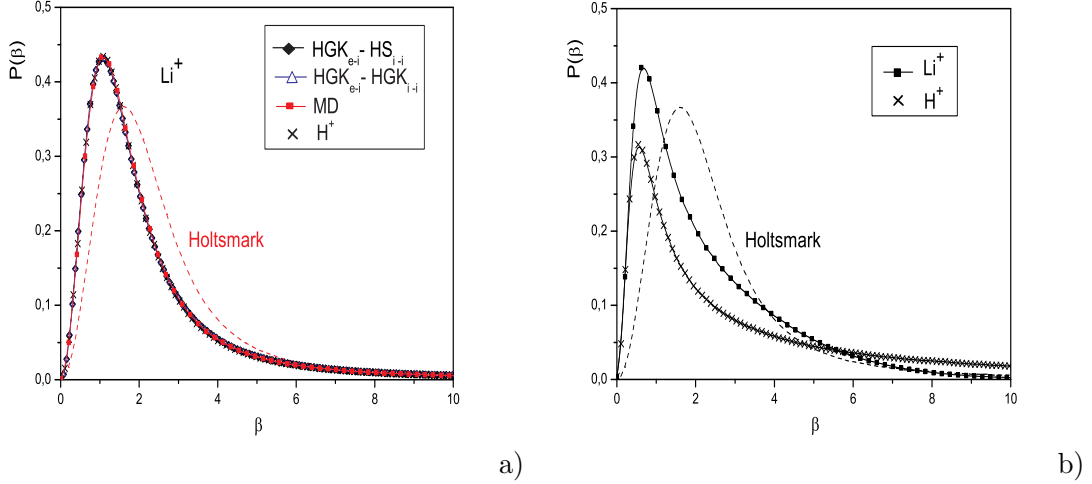 0,5
0,4
0,3
0,2
0,1
0,0
P(β)
Li⁺
HGKₑ₋ᵢ- HSᵢ₋ᵢ
HGKₑ₋ᵢ- HGKᵢ₋ᵢ
MD
H⁺
Holtsmark
0 2 4 6 8 10
β
a)
0,5
0,4
0,3
0,2
0,1
0,0
P(β)
Li⁺
H⁺
Holtsmark
0 2 4 6 8 10
β
b)